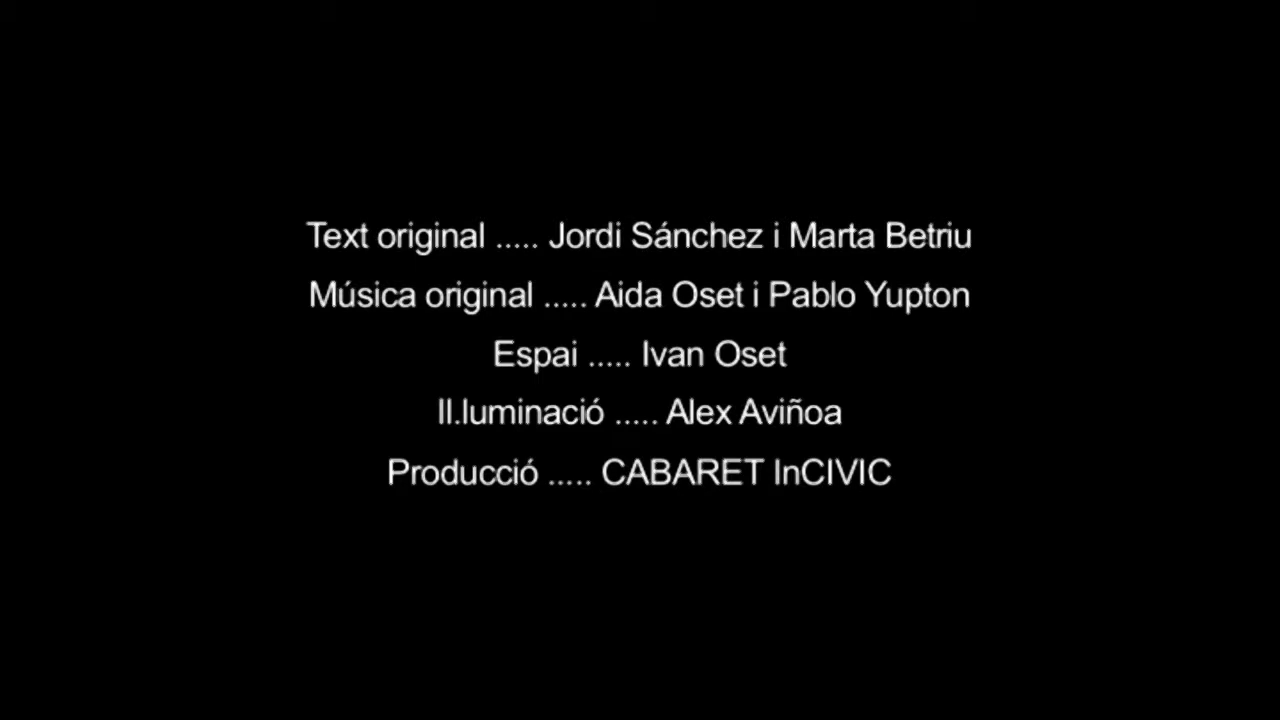 Text original ..... Jordi Sánchez i Marta Betriu
Música original ..... Aida Oset i Pablo Yupton
Espai ..... Ivan Oset
Il.luminació ..... Alex Aviñoa
Producció ..... CABARET InCIVIC